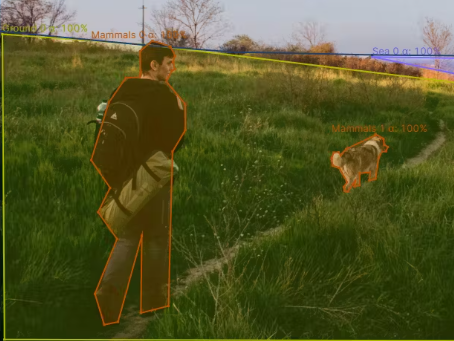 Ground 0 α: 100%
Mammals 0 α: 100%
Sea 0 α: 100%
Mammals 1 α: 100%